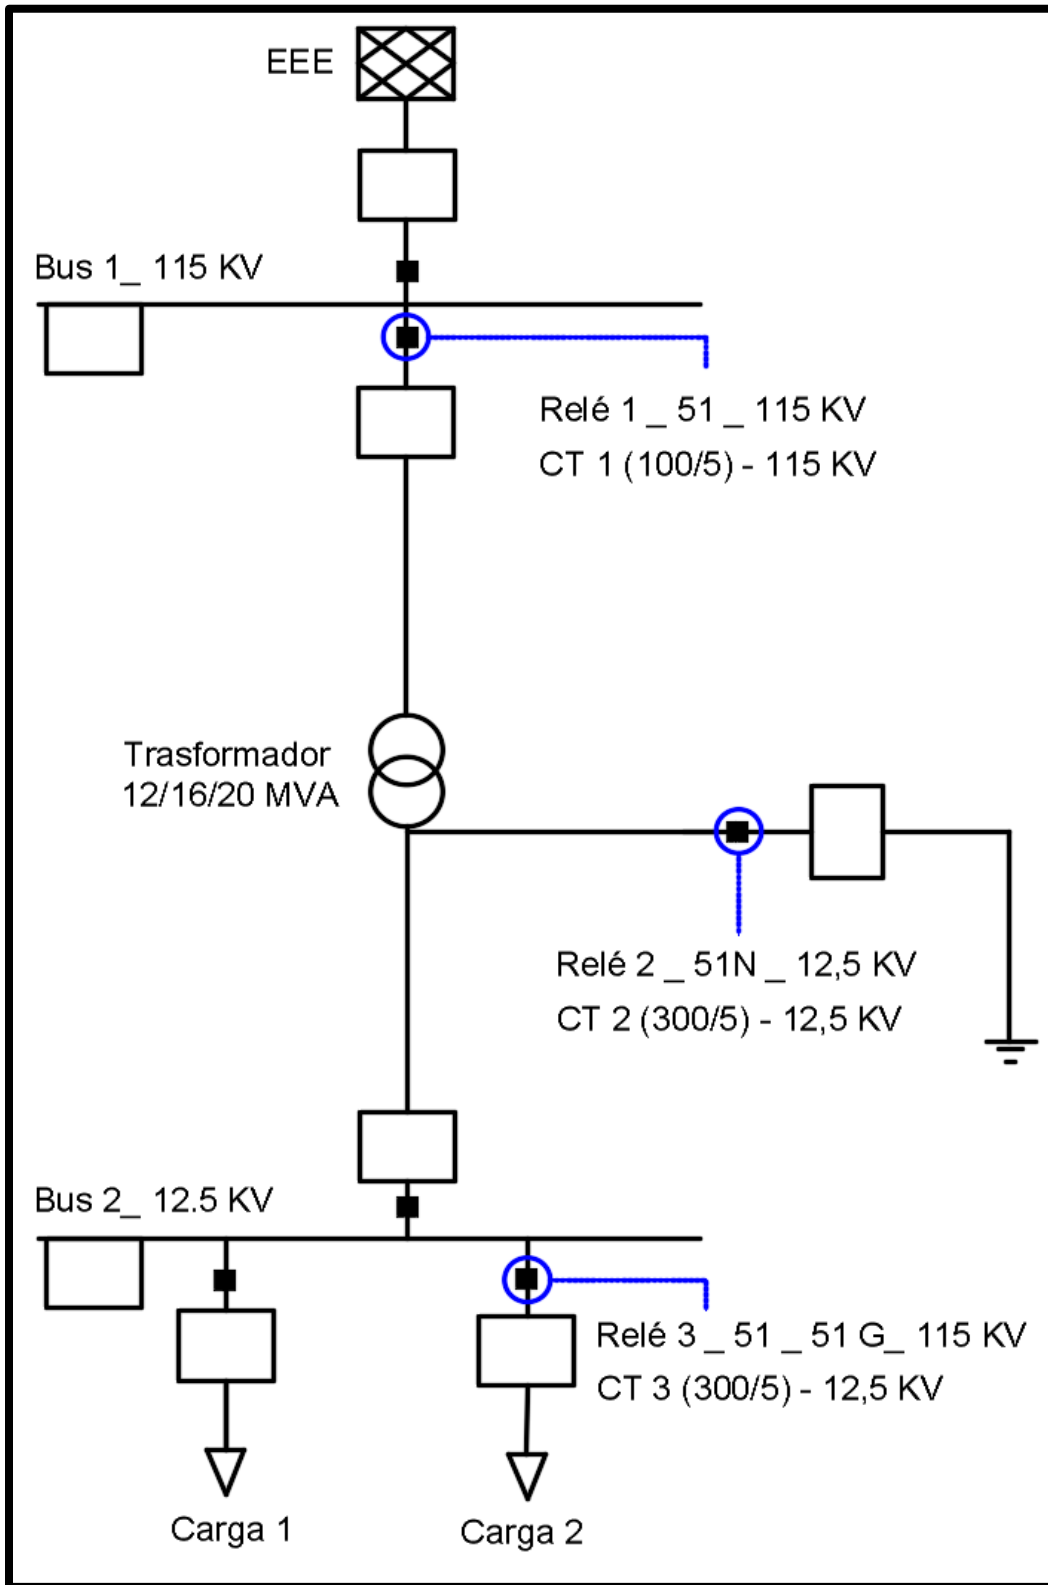 EEE
Bus 1_ 115 KV
Relé 1 _ 51 _ 115 KV
CT 1 (100/5) - 115 KV
Trasformador
12/16/20 MVA
Relé 2 _ 51N _ 12,5 KV
CT 2 (300/5) - 12,5 KV
Bus 2_ 12.5 KV
Relé 3 _ 51 _ 51 G_ 115 KV
CT 3 (300/5) - 12,5 KV
Carga 1
Carga 2